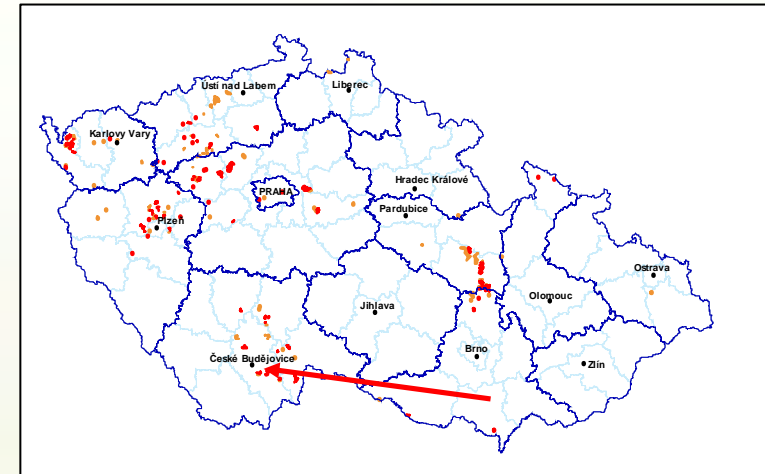 Ústí nad Labem
Liberec
Karlovy Vary
Hradec Králové
PRAHA
Pardubice
Plzeň
Ostrava
Olomouc
Jihlava
České Budějovice
Brno
Zlín